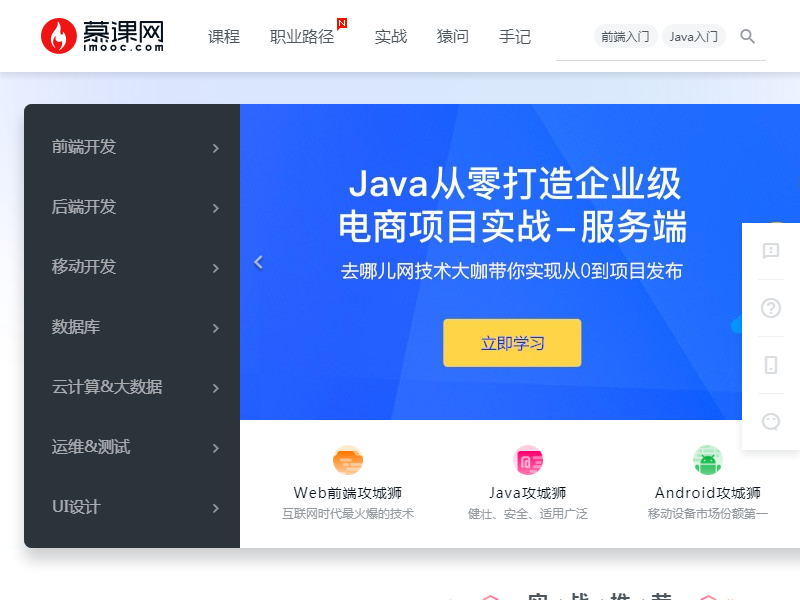 慕课网
imooc.com
课程
职业路径
N
实战
猿问
手记
前端入门
Java入门
前端开发
后端开发
移动开发
数据库
云计算&大数据
运维&测试
UI设计
Java从零打造企业级
电商项目实战-服务端
去哪儿网技术大咖带你实现从0到项目发布
立即学习
Web前端攻城狮
互联网时代最火爆的技术
Java攻城狮
健壮、安全、适用广泛
Android攻城狮
移动设备市场份额第一
实战推荐